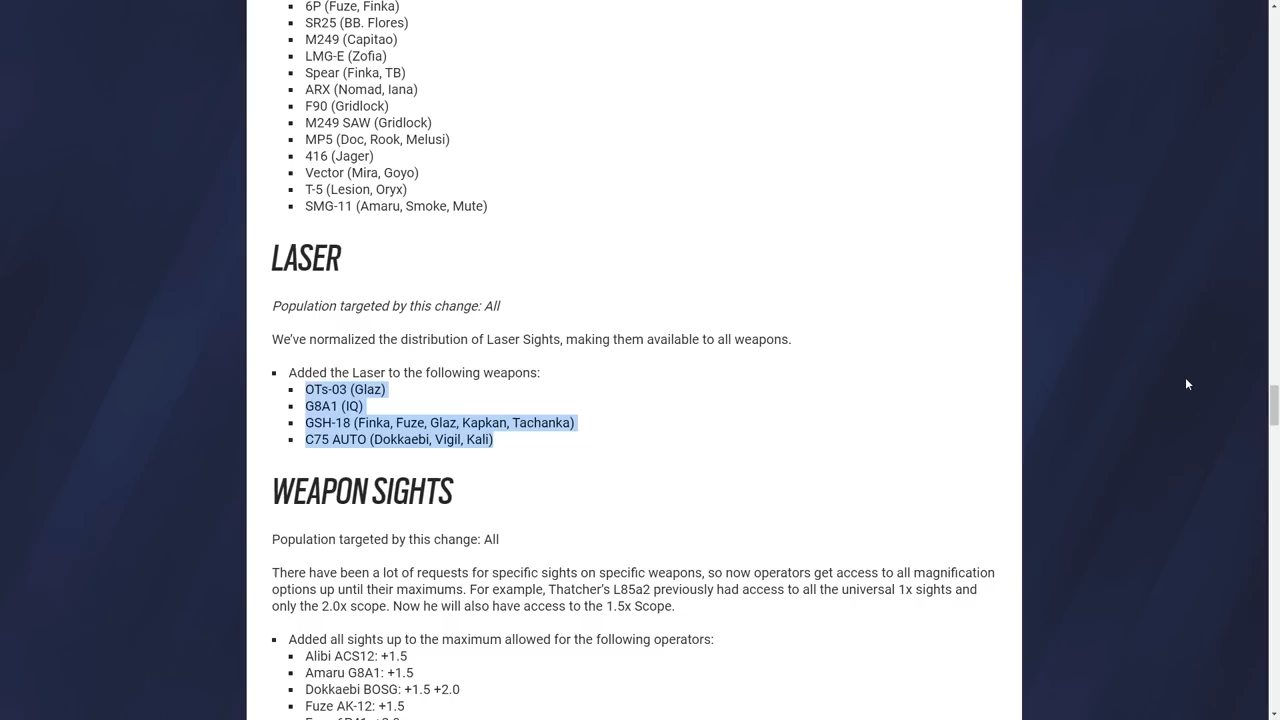 6P (Fuze, Finka)
SR25 (BB. Flores)
M249 (Capitao)
LMG-E (Zofia)
Spear (Finka, TB)
ARX (Nomad, Iana)
F90 (Gridlock)
M249 SAW (Gridlock)
MP5 (Doc, Rook, Melusi)
416 (Jager)
Vector (Mira, Goyo)
T-5 (Lesion, Oryx)
SMG-11 (Amaru, Smoke, Mute)
LASER
Population targeted by this change: All
We’ve normalized the distribution of Laser Sights, making them available to all weapons.
Added the Laser to the following weapons:
OTs-03 (Glaz)
G8A1 (IQ)
GSH-18 (Finka, Fuze, Glaz, Kapkan, Tachanka)
C75 AUTO (Dokkaebi, Vigil, Kali)
WEAPON SIGHTS
Population targeted by this change: All
There have been a lot of requests for specific sights on specific weapons, so now operators get access to all magnification
options up until their maximums. For example, Thatcher’s L85a2 previously had access to all the universal 1x sights and
only the 2.0x scope. Now he will also have access to the 1.5x Scope.
Added all sights up to the maximum allowed for the following operators:
Alibi ACS12: +1.5
Amaru G8A1: +1.5
Dokkaebi BOSG: +1.5 +2.0
Fuze AK-12: +1.5